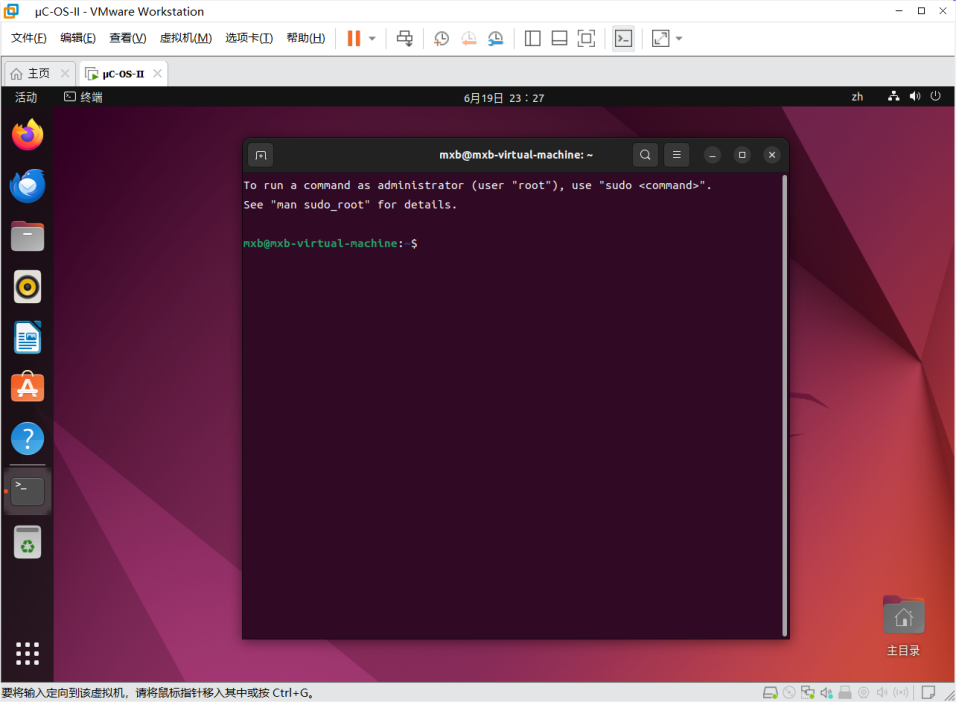 μC-OS-II - VMware Workstation
文件(F) 编辑(E) 查看(V) 虚拟机(M) 选项卡(T) 帮助(H)
主页 μC-OS-II
活动 终端 6月19日 23：27 zh
mxb@mxb-virtual-machine: ~
To run a command as administrator (user "root"), use "sudo <command>".
See "man sudo_root" for details.
mxb@mxb-virtual-machine:~$
主目录
要将输入定向到该虚拟机，请将鼠标指针移入其中或按 Ctrl+G。